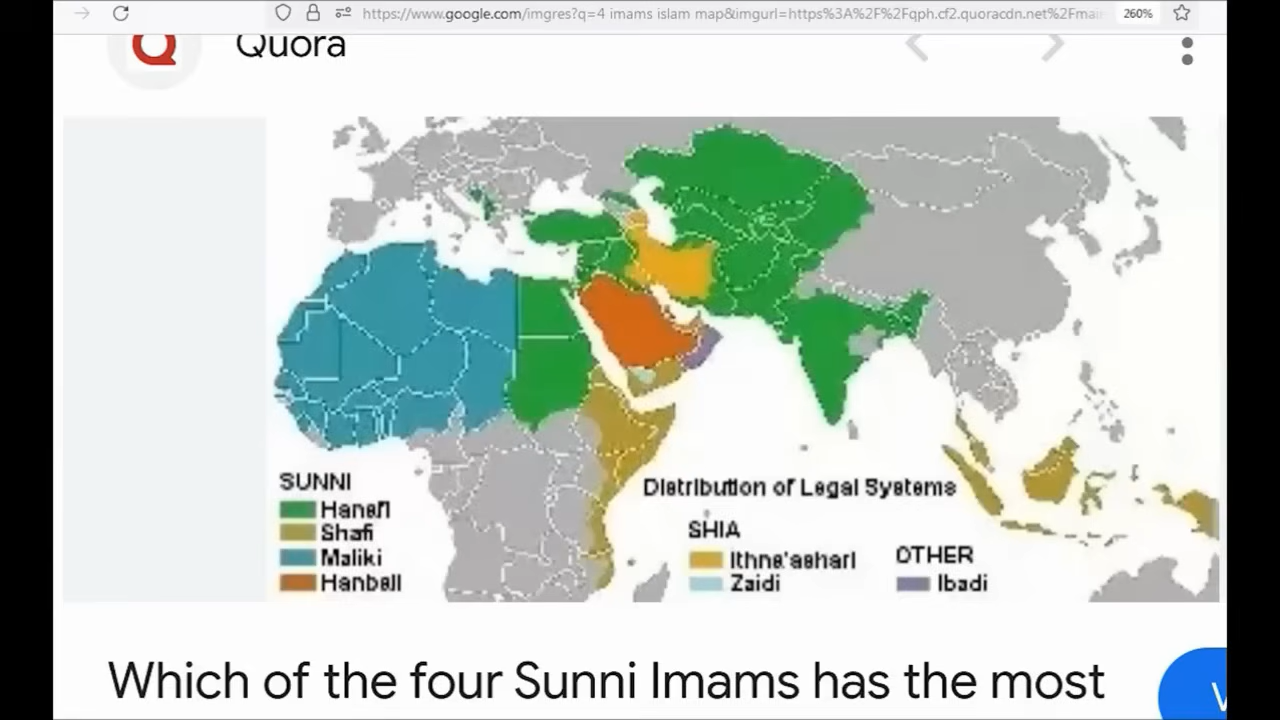 https://www.google.com/imgres?q=4 imams islam map&imgurl=https%3A%2F%2Fqph.cf2.quoracdn.net%2Fmai
260%
Quora
SUNNI
Hanafi
Shafi
Maliki
Hanbali
Distribution of Legal Systems
SHIA
Ithna'ashari
Zaidi
OTHER
Ibadi
Which of the four Sunni Imams has the most